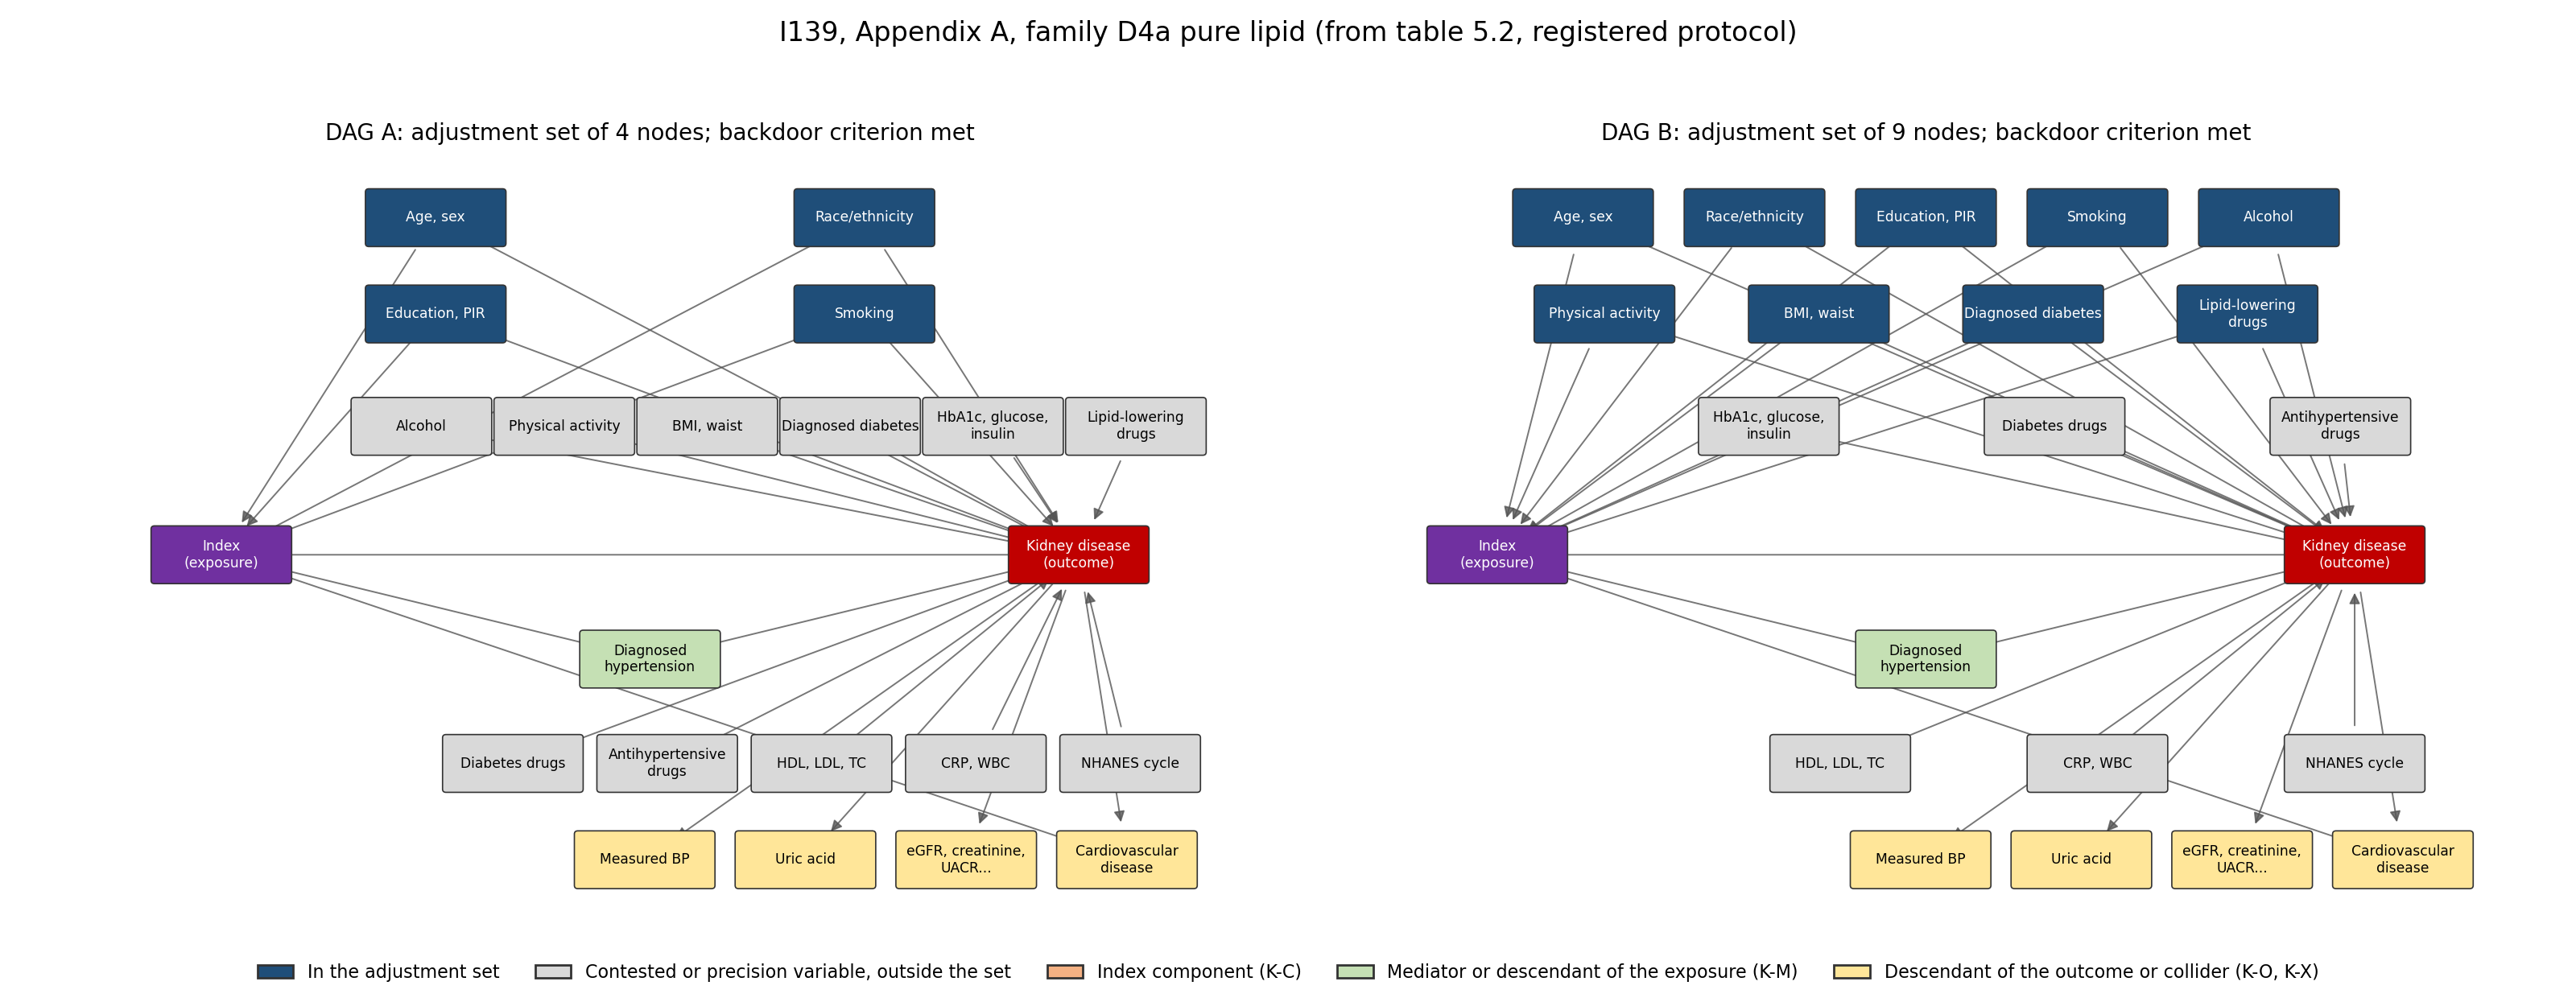 I139, Appendix A, family D4a pure lipid (from table 5.2, registered protocol)
DAG A: adjustment set of 4 nodes; backdoor criterion met
Age, sex
Race/ethnicity
Education, PIR
Smoking
Alcohol
Physical activity
BMI, waist
Diagnosed diabetes
HbA1c, glucose,
insulin
Lipid-lowering
drugs
Index
(exposure)
Kidney disease
(outcome)
Diagnosed
hypertension
Diabetes drugs
Antihypertensive
drugs
HDL, LDL, TC
CRP, WBC
NHANES cycle
Measured BP
Uric acid
eGFR, creatinine,
UACR...
Cardiovascular
disease
DAG B: adjustment set of 9 nodes; backdoor criterion met
Age, sex
Race/ethnicity
Education, PIR
Smoking
Alcohol
Physical activity
BMI, waist
Diagnosed diabetes
Lipid-lowering
drugs
HbA1c, glucose,
insulin
Diabetes drugs
Antihypertensive
drugs
Index
(exposure)
Kidney disease
(outcome)
Diagnosed
hypertension
HDL, LDL, TC
CRP, WBC
NHANES cycle
Measured BP
Uric acid
eGFR, creatinine,
UACR...
Cardiovascular
disease
In the adjustment set
Contested or precision variable, outside the set
Index component (K-C)
Mediator or descendant of the exposure (K-M)
Descendant of the outcome or collider (K-O, K-X)